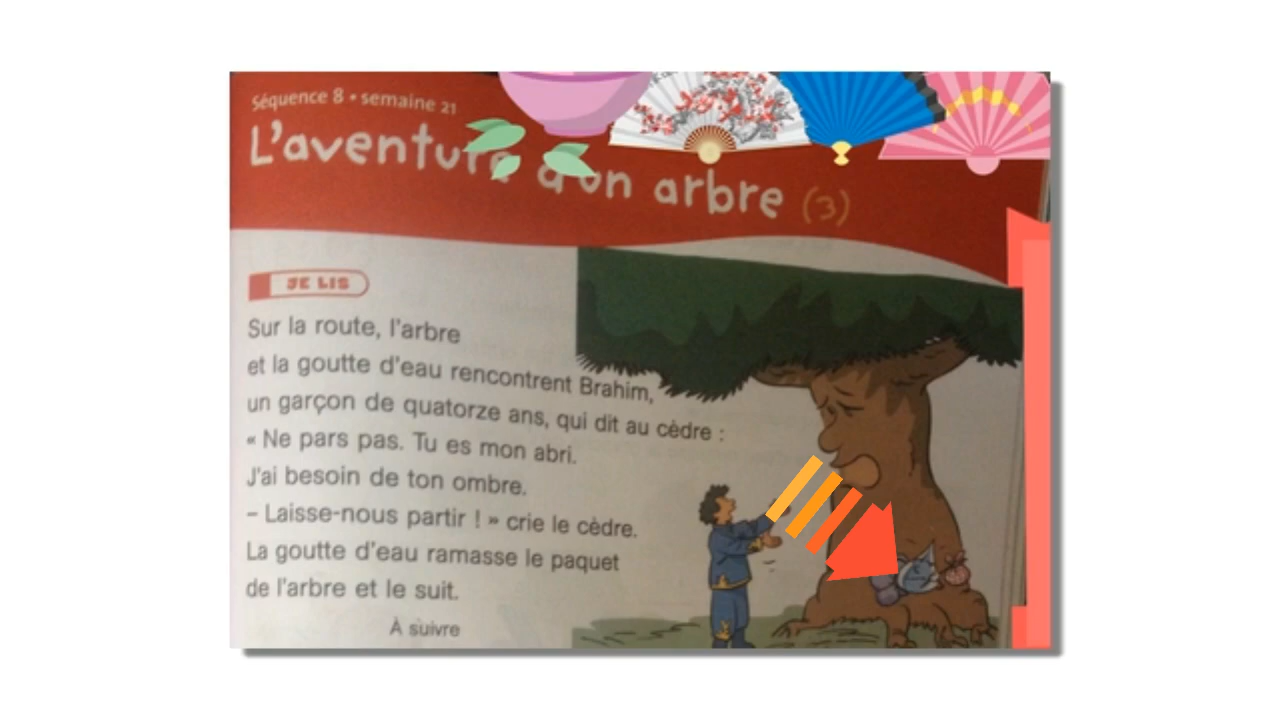 Séquence 8 • semaine 21
L'aventure d'un arbre (3)
JE LIS
Sur la route, l'arbre
et la goutte d'eau rencontrent Brahim,
un garçon de quatorze ans, qui dit au cèdre :
« Ne pars pas. Tu es mon abri.
J'ai besoin de ton ombre.
– Laisse-nous partir ! » crie le cèdre.
La goutte d'eau ramasse le paquet
de l'arbre et le suit.
À suivre